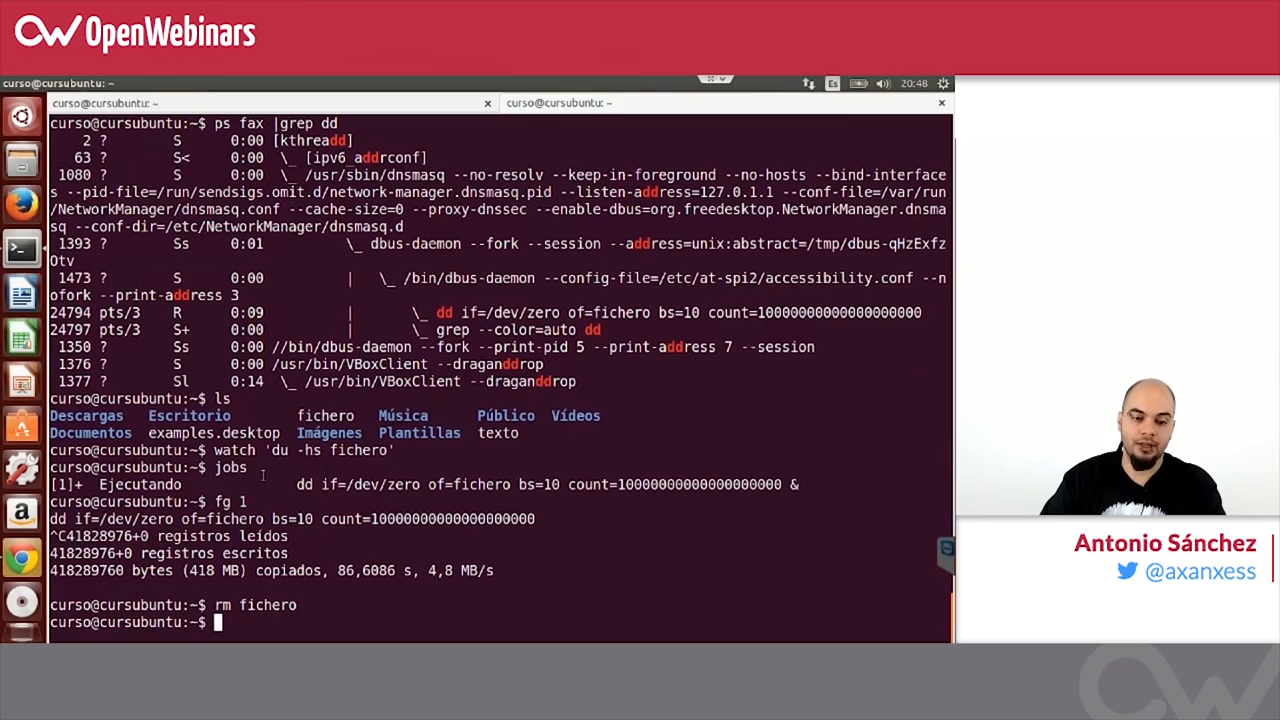 OpenWebinars
curso@cursubuntu: ~
Es
20:48
curso@cursubuntu: ~ ×
curso@cursubuntu: ~ ×
curso@cursubuntu:~$ ps fax |grep dd
2 ? S 0:00 [kthreadd]
63 ? S< 0:00 \_ [ipv6_addrconf]
1080 ? S 0:00 \_ /usr/sbin/dnsmasq --no-resolv --keep-in-foreground --no-hosts --bind-interface
s --pid-file=/run/sendsigs.omit.d/network-manager.dnsmasq.pid --listen-address=127.0.1.1 --conf-file=/var/run
/NetworkManager/dnsmasq.conf --cache-size=0 --proxy-dnssec --enable-dbus=org.freedesktop.NetworkManager.dnsma
sq --conf-dir=/etc/NetworkManager/dnsmasq.d
1393 ? Ss 0:01 \_ dbus-daemon --fork --session --address=unix:abstract=/tmp/dbus-qHzExfz
Otv
1473 ? S 0:00 | \_ /bin/dbus-daemon --config-file=/etc/at-spi2/accessibility.conf --n
ofork --print-address 3
24794 pts/3 R 0:09 | \_ dd if=/dev/zero of=fichero bs=10 count=10000000000000000000
24797 pts/3 S+ 0:00 | \_ grep --color=auto dd
1350 ? Ss 0:00 //bin/dbus-daemon --fork --print-pid 5 --print-address 7 --session
1376 ? S 0:00 /usr/bin/VBoxClient --draganddrop
1377 ? Sl 0:14 \_ /usr/bin/VBoxClient --draganddrop
curso@cursubuntu:~$ ls
Descargas Escritorio fichero Música Público Vídeos
Documentos examples.desktop Imágenes Plantillas texto
curso@cursubuntu:~$ watch 'du -hs fichero'
curso@cursubuntu:~$ jobs
[1]+ Ejecutando dd if=/dev/zero of=fichero bs=10 count=10000000000000000000 &
curso@cursubuntu:~$ fg 1
dd if=/dev/zero of=fichero bs=10 count=10000000000000000000
^C41828976+0 registros leídos
41828976+0 registros escritos
418289760 bytes (418 MB) copiados, 86,6086 s, 4,8 MB/s
curso@cursubuntu:~$ rm fichero
curso@cursubuntu:~$
Antonio Sánchez
@axanxess